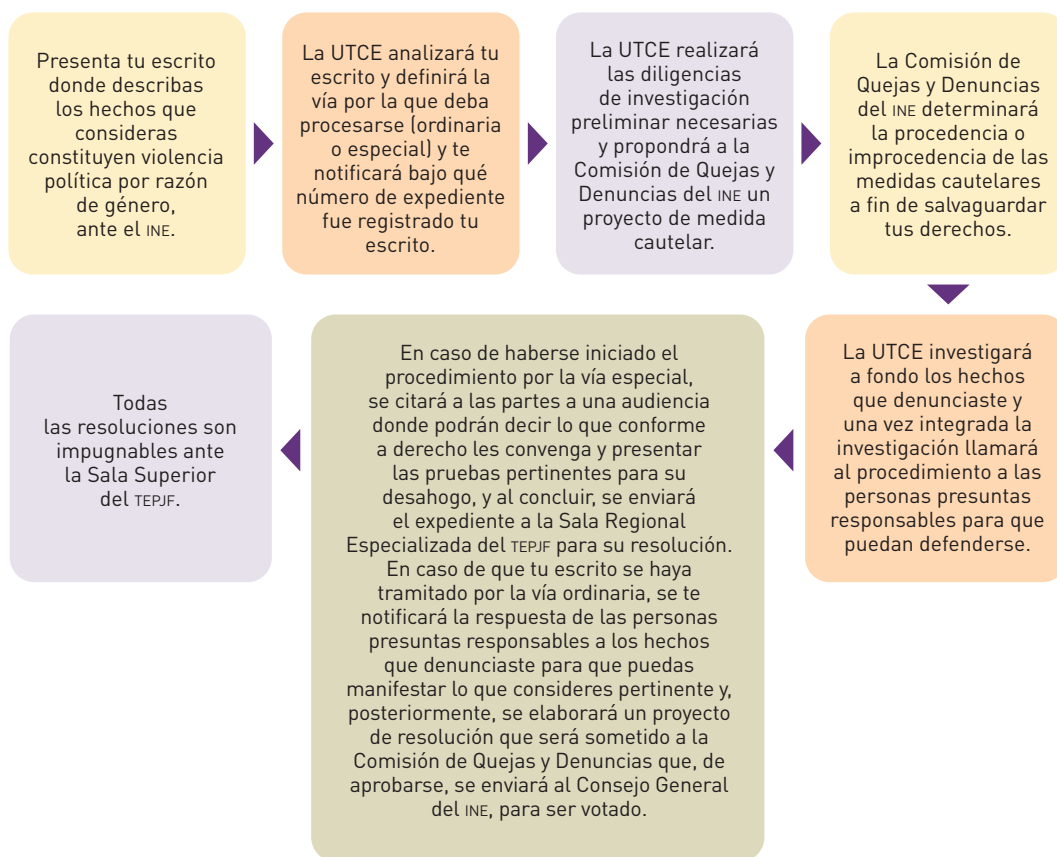 Presenta tu escrito
donde describas
los hechos que
consideras
constituyen violencia
política por razón
de género,
ante el INE.
La UTCE analizará tu
escrito y definirá la
vía por la que deba
procesarse (ordinaria
o especial) y te
notificará bajo qué
número de expediente
fue registrado tu
escrito.
La UTCE realizará
las diligencias
de investigación
preliminar necesarias
y propondrá a la
Comisión de Quejas y
Denuncias del INE un
proyecto de medida
cautelar.
La Comisión de
Quejas y Denuncias
del INE determinará
la procedencia o
improcedencia de las
medidas cautelares
a fin de salvaguardar
tus derechos.
La UTCE investigará
a fondo los hechos
que denunciaste y
una vez integrada la
investigación llamará
al procedimiento a las
personas presuntas
responsables para que
puedan defenderse.
En caso de haberse iniciado el
procedimiento por la vía especial,
se citará a las partes a una audiencia
donde podrán decir lo que conforme
a derecho les convenga y presentar
las pruebas pertinentes para su
desahogo, y al concluir, se enviará
el expediente a la Sala Regional
Especializada del TEPJF para su resolución.
En caso de que tu escrito se haya
tramitado por la vía ordinaria, se te
notificará la respuesta de las personas
presuntas responsables a los hechos
que denunciaste para que puedas
manifestar lo que consideres pertinente y,
posteriormente, se elaborará un proyecto
de resolución que será sometido a la
Comisión de Quejas y Denuncias que, de
aprobarse, se enviará al Consejo General
del INE, para ser votado.
Todas
las resoluciones son
impugnables ante
la Sala Superior
del TEPJF.